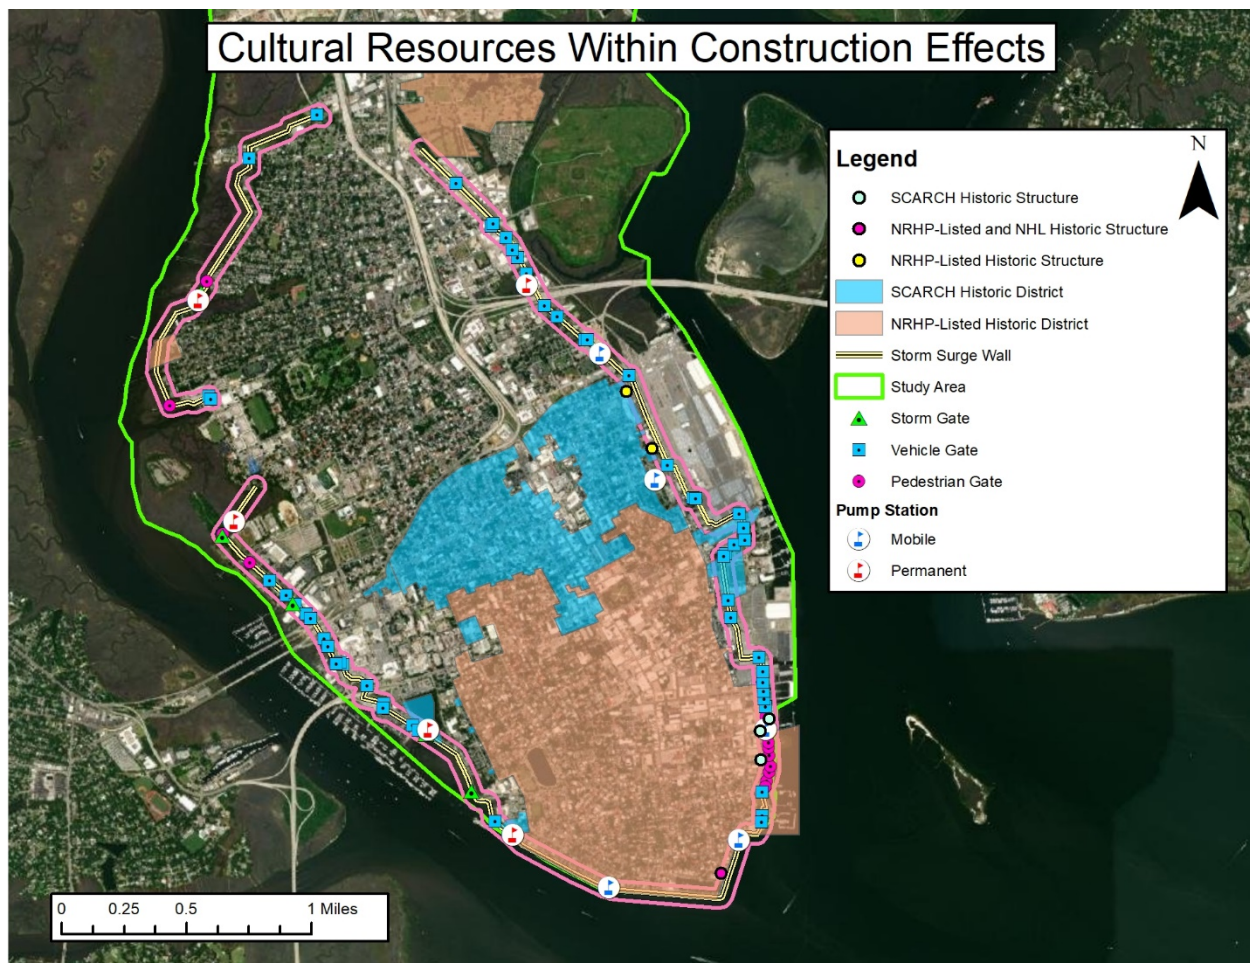 Cultural Resources Within Construction Effects
N
Legend
SCARCH Historic Structure
NRHP-Listed and NHL Historic Structure
NRHP-Listed Historic Structure
SCARCH Historic District
NRHP-Listed Historic District
Storm Surge Wall
Study Area
Storm Gate
Vehicle Gate
Pedestrian Gate
Pump Station
Mobile
Permanent
0 0.25 0.5 1 Miles